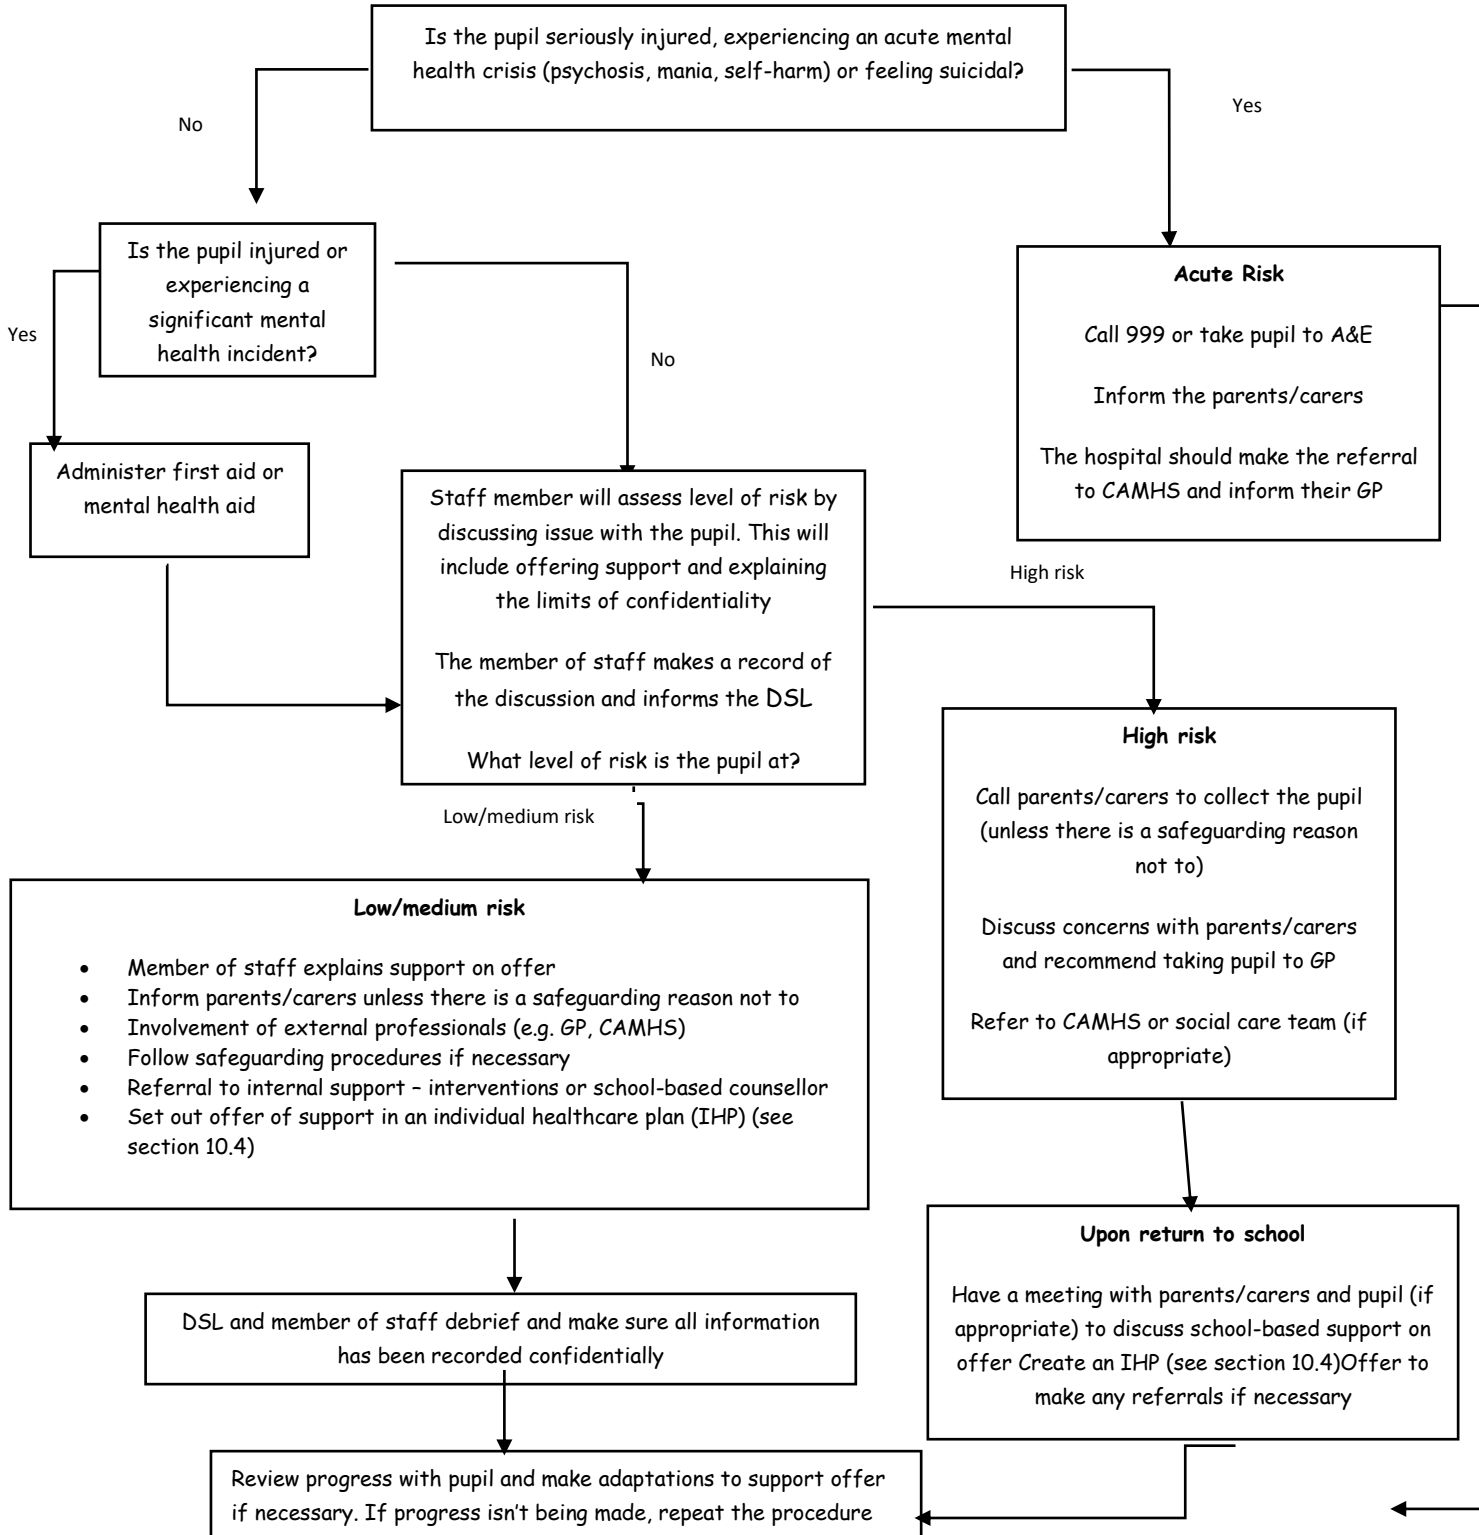 Is the pupil seriously injured, experiencing an acute mental
health crisis (psychosis, mania, self-harm) or feeling suicidal?
No
Yes
Is the pupil injured or
experiencing a
significant mental
health incident?
Yes
No
Acute Risk
Call 999 or take pupil to A&E
Inform the parents/carers
The hospital should make the referral
to CAMHS and inform their GP
Administer first aid or
mental health aid
Staff member will assess level of risk by
discussing issue with the pupil. This will
include offering support and explaining
the limits of confidentiality
The member of staff makes a record of
the discussion and informs the DSL
What level of risk is the pupil at?
High risk
Low/medium risk
High risk
Call parents/carers to collect the pupil
(unless there is a safeguarding reason
not to)
Discuss concerns with parents/carers
and recommend taking pupil to GP
Refer to CAMHS or social care team (if
appropriate)
Low/medium risk
• Member of staff explains support on offer
• Inform parents/carers unless there is a safeguarding reason not to
• Involvement of external professionals (e.g. GP, CAMHS)
• Follow safeguarding procedures if necessary
• Referral to internal support – interventions or school-based counsellor
• Set out offer of support in an individual healthcare plan (IHP) (see
section 10.4)
Upon return to school
Have a meeting with parents/carers and pupil (if
appropriate) to discuss school-based support on
offer Create an IHP (see section 10.4)Offer to
make any referrals if necessary
DSL and member of staff debrief and make sure all information
has been recorded confidentially
Review progress with pupil and make adaptations to support offer
if necessary. If progress isn't being made, repeat the procedure